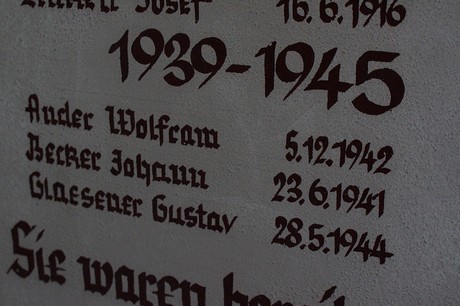 Josef 16.6.1916
1939-1945
Ander Wolfram 5.12.1942
Becker Johann 23.6.1941
Glaesener Gustav 28.5.1944
Sie waren